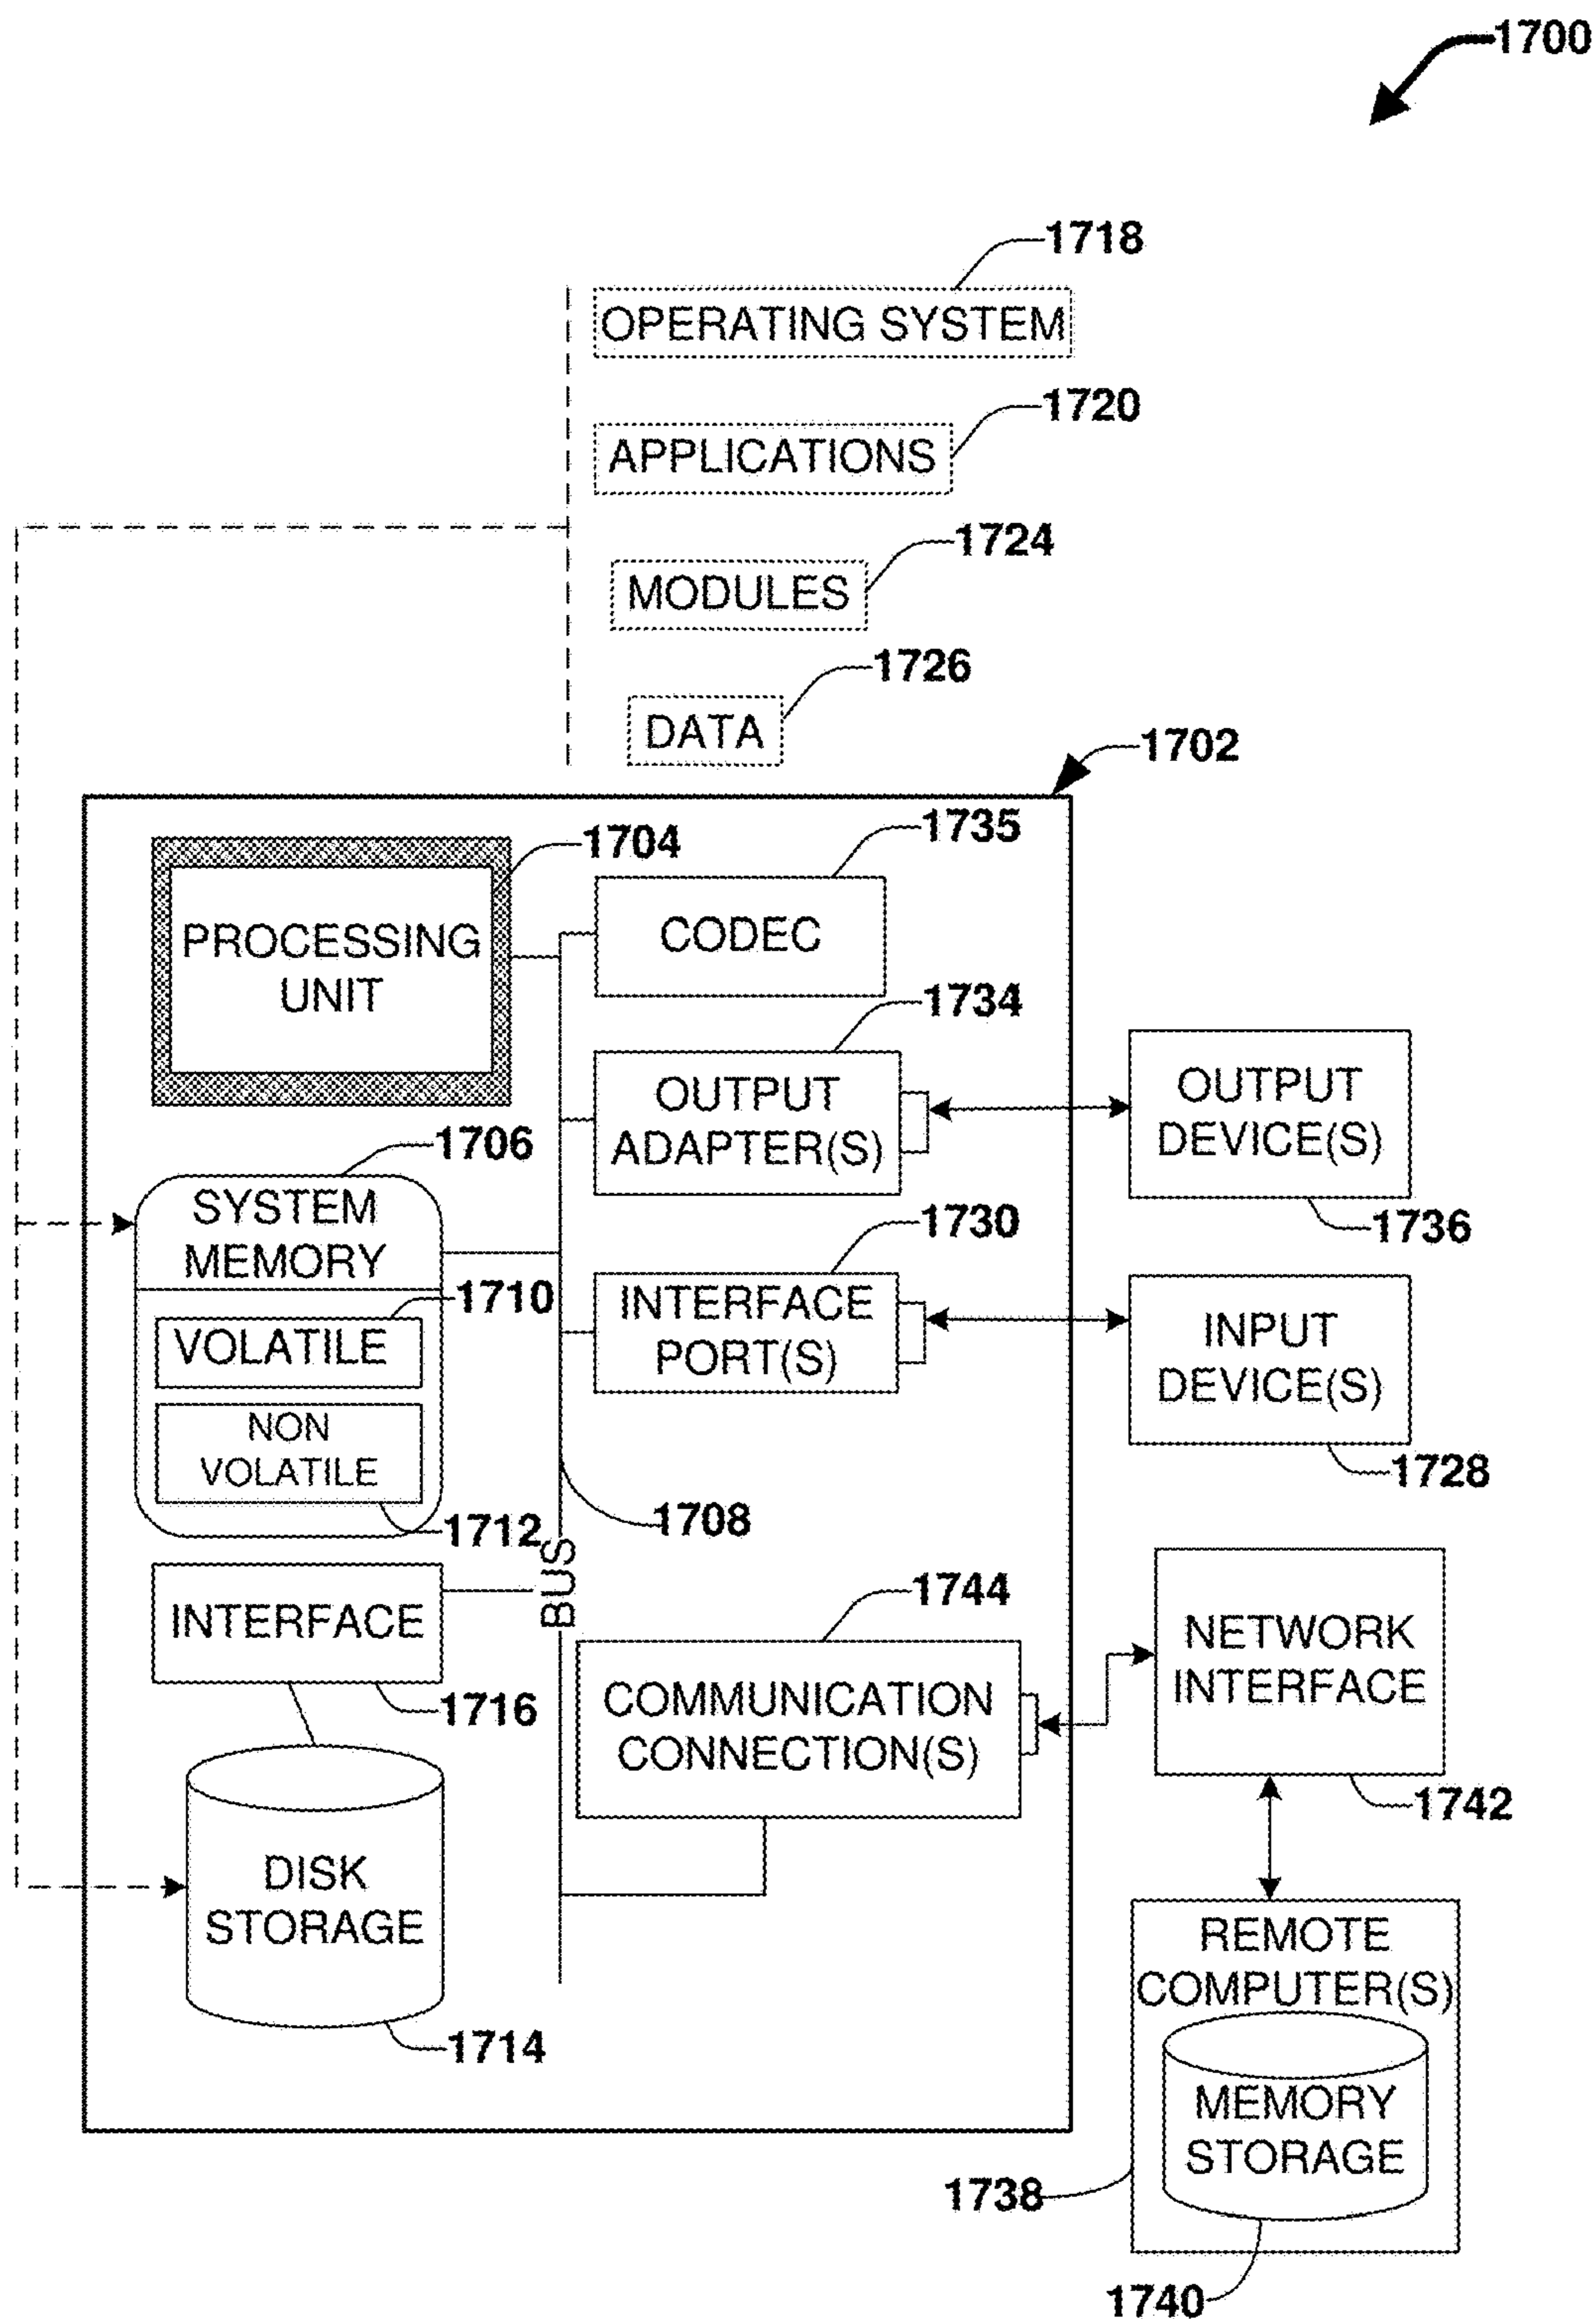 1700
1718
OPERATING SYSTEM
1720
APPLICATIONS
1724
MODULES
1726
DATA
1702
1735
1704
CODEC
PROCESSING
UNIT
1734
OUTPUT
ADAPTER(S)
OUTPUT
DEVICE(S)
1736
1706
SYSTEM
MEMORY
1710
VOLATILE
NON
VOLATILE
1712
1730
INTERFACE
PORT(S)
INPUT
DEVICE(S)
1728
1708
BUS
INTERFACE
1716
1744
COMMUNICATION
CONNECTION(S)
NETWORK
INTERFACE
1742
DISK
STORAGE
1714
REMOTE
COMPUTER(S)
MEMORY
STORAGE
1738
1740